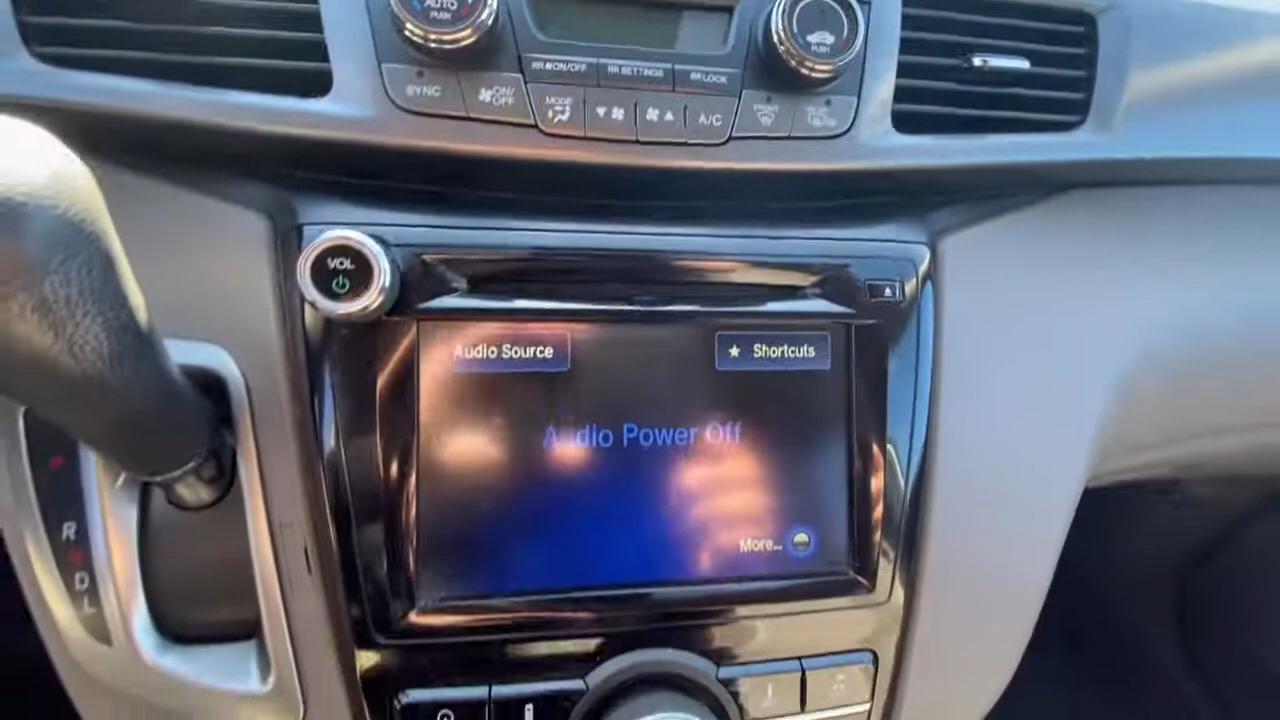 AUTO
PUSH
PUSH
RR ON/OFF
RR SETTINGS
RR LOCK
SYNC
ON/
OFF
MODE
A/C
FRONT
VOL
Audio Source
Shortcuts
Audio Power Off
More...
R
N
D
L